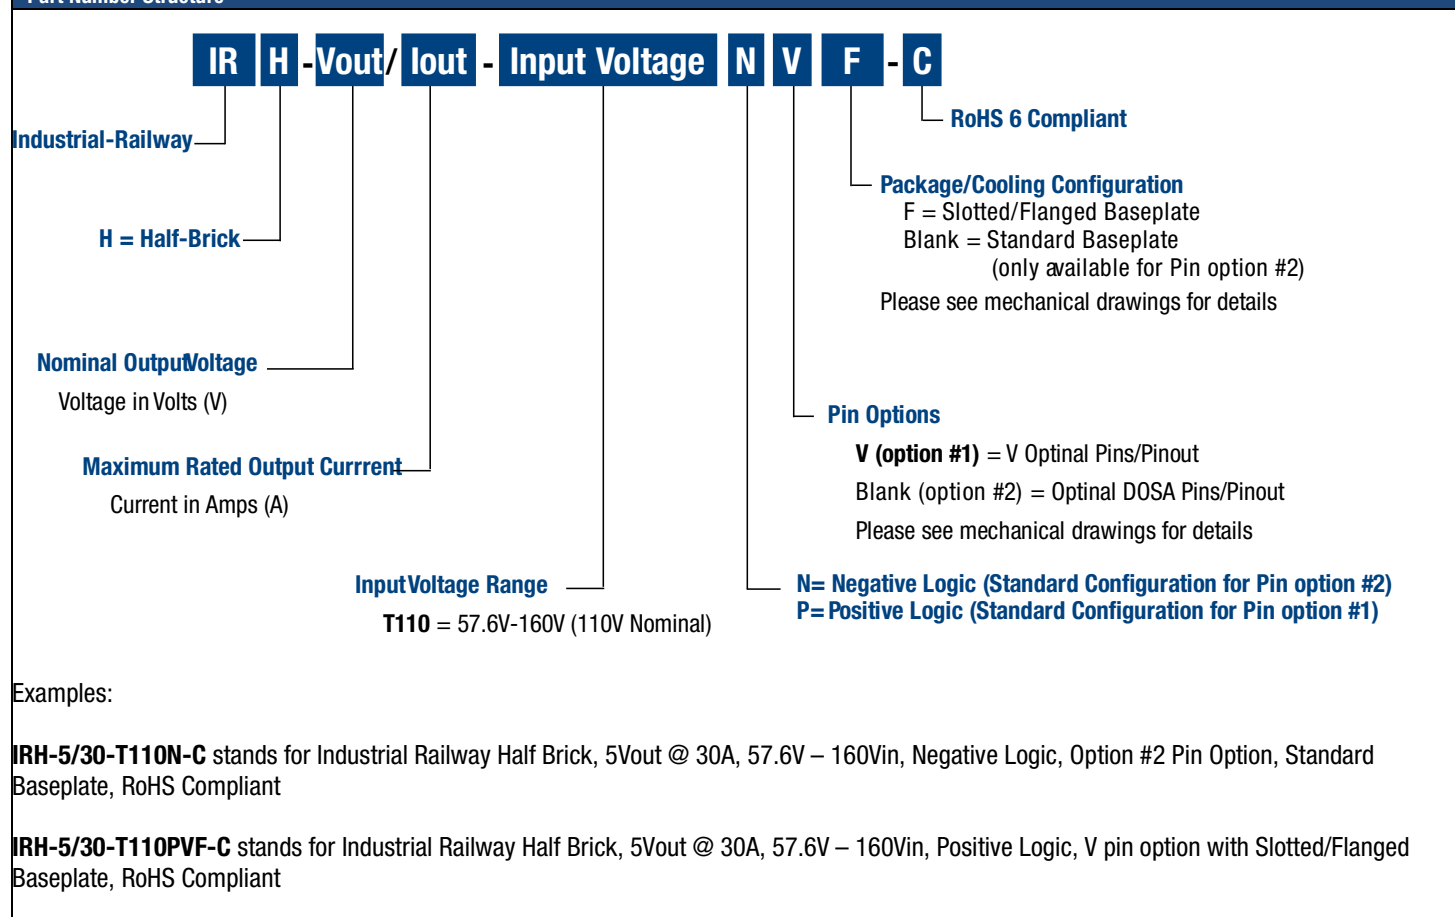 Part Number Structure
IR H -Vout/ Iout - Input Voltage N V F - C
RoHS 6 Compliant
Industrial-Railway
Package/Cooling Configuration
F = Slotted/Flanged Baseplate
H = Half-Brick
Blank = Standard Baseplate
(only available for Pin option #2)
Please see mechanical drawings for details
Nominal OutputVoltage
Voltage in Volts (V)
Pin Options
V (option #1) = V Optinal Pins/Pinout
Maximum Rated Output Currrent
Blank (option #2) = Optinal DOSA Pins/Pinout
Current in Amps (A)
Please see mechanical drawings for details
Input Voltage Range
N= Negative Logic (Standard Configuration for Pin option #2)
P= Positive Logic (Standard Configuration for Pin option #1)
T110 = 57.6V-160V (110V Nominal)
Examples:
IRH-5/30-T110N-C stands for Industrial Railway Half Brick, 5Vout @ 30A, 57.6V – 160Vin, Negative Logic, Option #2 Pin Option, Standard
Baseplate, RoHS Compliant
IRH-5/30-T110PVF-C stands for Industrial Railway Half Brick, 5Vout @ 30A, 57.6V – 160Vin, Positive Logic, V pin option with Slotted/Flanged
Baseplate, RoHS Compliant